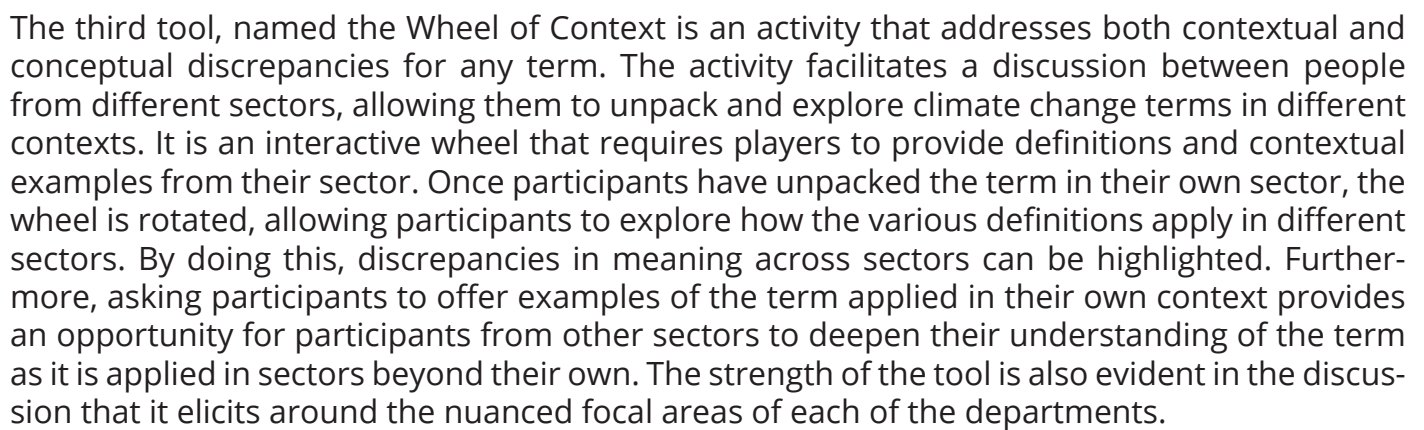 The third tool, named the Wheel of Context is an activity that addresses both contextual and
conceptual discrepancies for any term. The activity facilitates a discussion between people
from different sectors, allowing them to unpack and explore climate change terms in different
contexts. It is an interactive wheel that requires players to provide definitions and contextual
examples from their sector. Once participants have unpacked the term in their own sector, the
wheel is rotated, allowing participants to explore how the various definitions apply in different
sectors. By doing this, discrepancies in meaning across sectors can be highlighted. Further-
more, asking participants to offer examples of the term applied in their own context provides
an opportunity for participants from other sectors to deepen their understanding of the term
as it is applied in sectors beyond their own. The strength of the tool is also evident in the discus-
sion that it elicits around the nuanced focal areas of each of the departments.